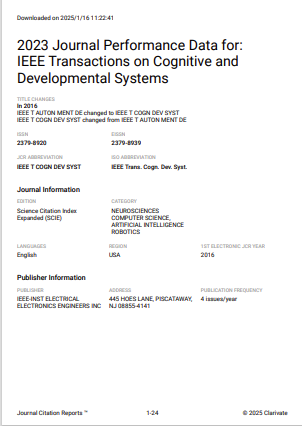 Downloaded on 2025/1/16 11:22:41
2023 Journal Performance Data for:
IEEE Transactions on Cognitive and
Developmental Systems
TITLE CHANGES
In 2016
IEEE T AUTON MENT DE changed to IEEE T COGN DEV SYST
IEEE T COGN DEV SYST changed from IEEE T AUTON MENT DE
ISSN
EISSN
2379-8920
2379-8939
JCR ABBREVIATION
ISO ABBREVIATION
IEEE T COGN DEV SYST
IEEE Trans. Cogn. Dev. Syst.
Journal Information
EDITION
CATEGORY
Science Citation Index
Expanded (SCIE)
NEUROSCIENCES
COMPUTER SCIENCE,
ARTIFICIAL INTELLIGENCE
ROBOTICS
LANGUAGES
REGION
1ST ELECTRONIC JCR YEAR
English
USA
2016
Publisher Information
PUBLISHER
ADDRESS
PUBLICATION FREQUENCY
IEEE-INST ELECTRICAL
ELECTRONICS ENGINEERS INC
445 HOES LANE, PISCATAWAY,
NJ 08855-4141
4 issues/year
Journal Citation Reports ™
1-24
© 2025 Clarivate